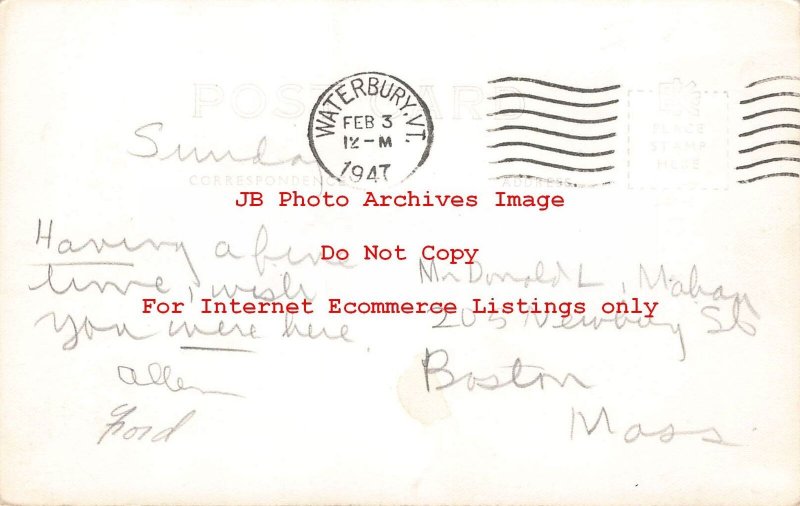 POST CARD
WATERBURY, VT.
FEB 3
12-M
1947
PLACE
STAMP
HERE
Sunday
CORRESPONDENCE
ADDRESS
JB Photo Archives Image
Do Not Copy
For Internet Ecommerce Listings only
Having a fine
time, wish
you were here.
Allen
Ford
Mr Donald L. Mahan
205 Newbury St
Boston
Mass.